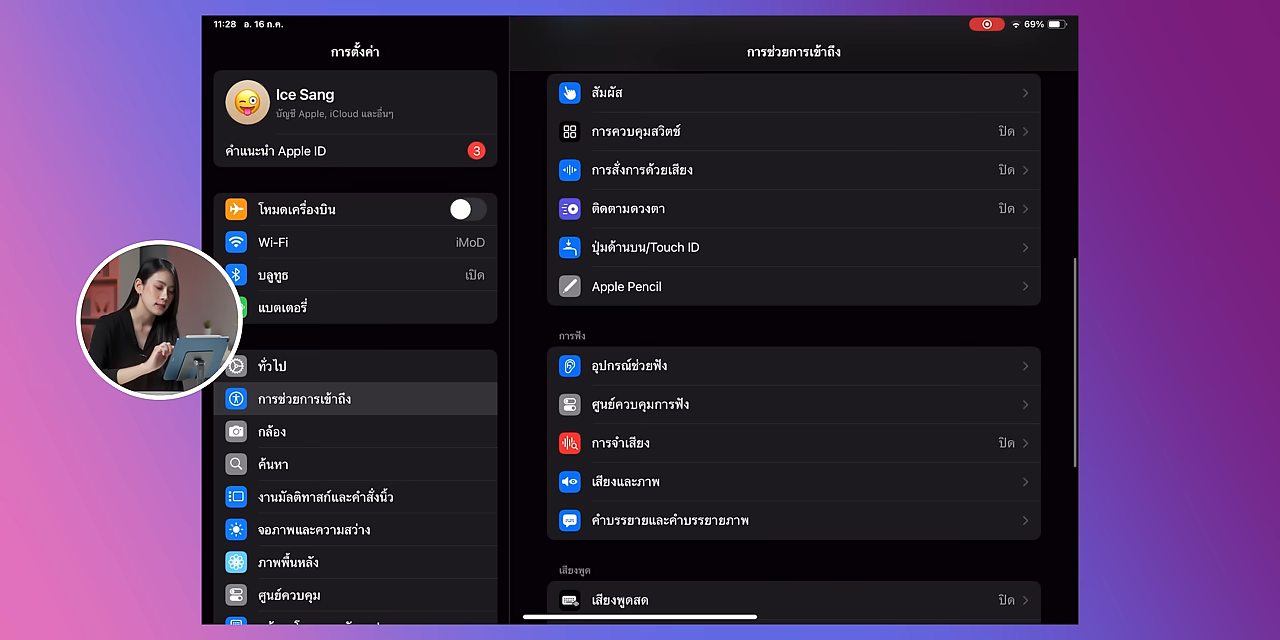 11:28 อ. 16 ก.ค.
69%
การตั้งค่า
Ice Sang
บัญชี Apple, iCloud และอื่นๆ
คำแนะนำ Apple ID
3
โหมดเครื่องบิน
Wi-Fi
iMoD
บลูทูธ
เปิด
แบตเตอรี่
ทั่วไป
การช่วยการเข้าถึง
กล้อง
ค้นหา
งานมัลติทาสก์และคำสั่งนิ้ว
จอภาพและความสว่าง
ภาพพื้นหลัง
ศูนย์ควบคุม
การช่วยการเข้าถึง
สัมผัส
การควบคุมสวิตช์
ปิด
การสั่งการด้วยเสียง
ปิด
ติดตามดวงตา
ปิด
ปุ่มด้านบน/Touch ID
Apple Pencil
การฟัง
อุปกรณ์ช่วยฟัง
ศูนย์ควบคุมการฟัง
การจำเสียง
ปิด
เสียงและภาพ
คำบรรยายและคำบรรยายภาพ
เสียงพูด
เสียงพูดสด
ปิด